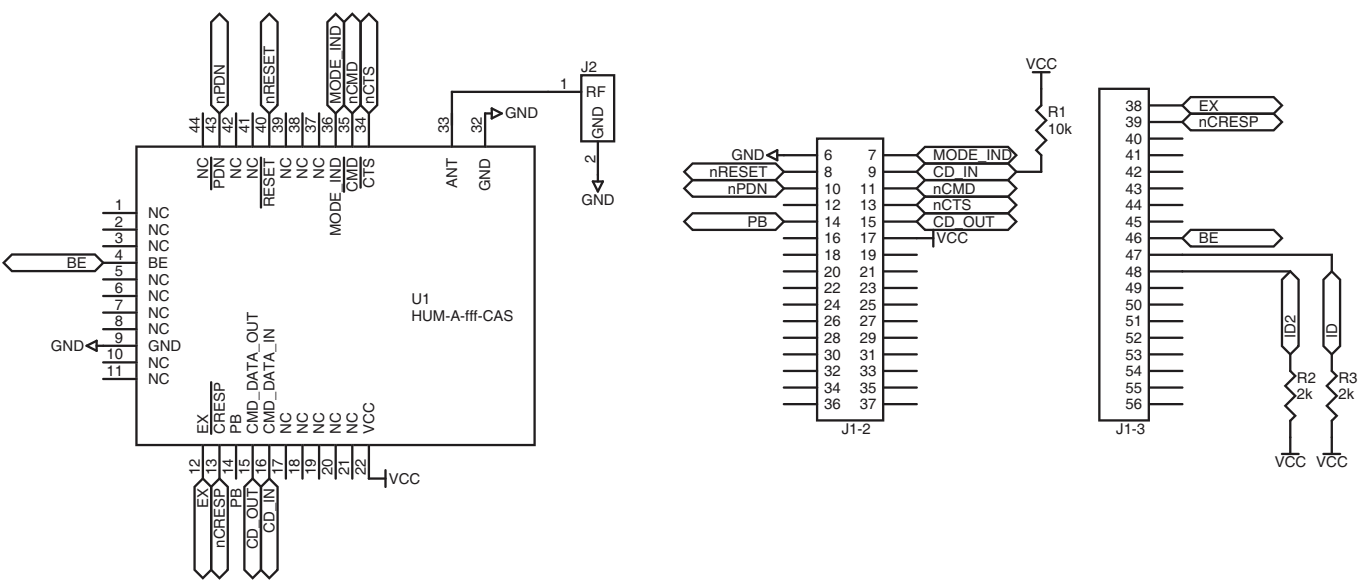 nPDN
nRESET
MODE_IND
nCMD
nCTS
44
43
42
41
40
39
38
37
36
35
34
33
32
GND
1
J2
RF
GND
2
GND
NC
PDN
NC
NC
RESET
NC
NC
NC
MODE_IND
CMD
CTS
ANT
GND
1 NC
2 NC
3 NC
BE 4 BE
5 NC
6 NC
7 NC
8 NC
GND 9 GND
10 NC
11 NC
U1
HUM-A-fff-CAS
EX
CRESP
PB
CMD_DATA_OUT
CMD_DATA_IN
NC
NC
NC
NC
NC
VCC
12
13
14
15
16
17
18
19
20
21
22
VCC
EX
nCRESP
PB
CD_OUT
CD_IN
VCC
R1
10k
GND 6 7 MODE_IND
nRESET 8 9 CD_IN
nPDN 10 11 nCMD
12 13 nCTS
PB 14 15 CD_OUT
16 17 VCC
18 19
20 21
22 23
24 25
26 27
28 29
30 31
32 33
34 35
36 37
J1-2
38 EX
39 nCRESP
40
41
42
43
44
45
46 BE
47
48
49
50
51
52
53
54
55
56
J1-3
ID2
ID
R2
2k
R3
2k
VCC
VCC